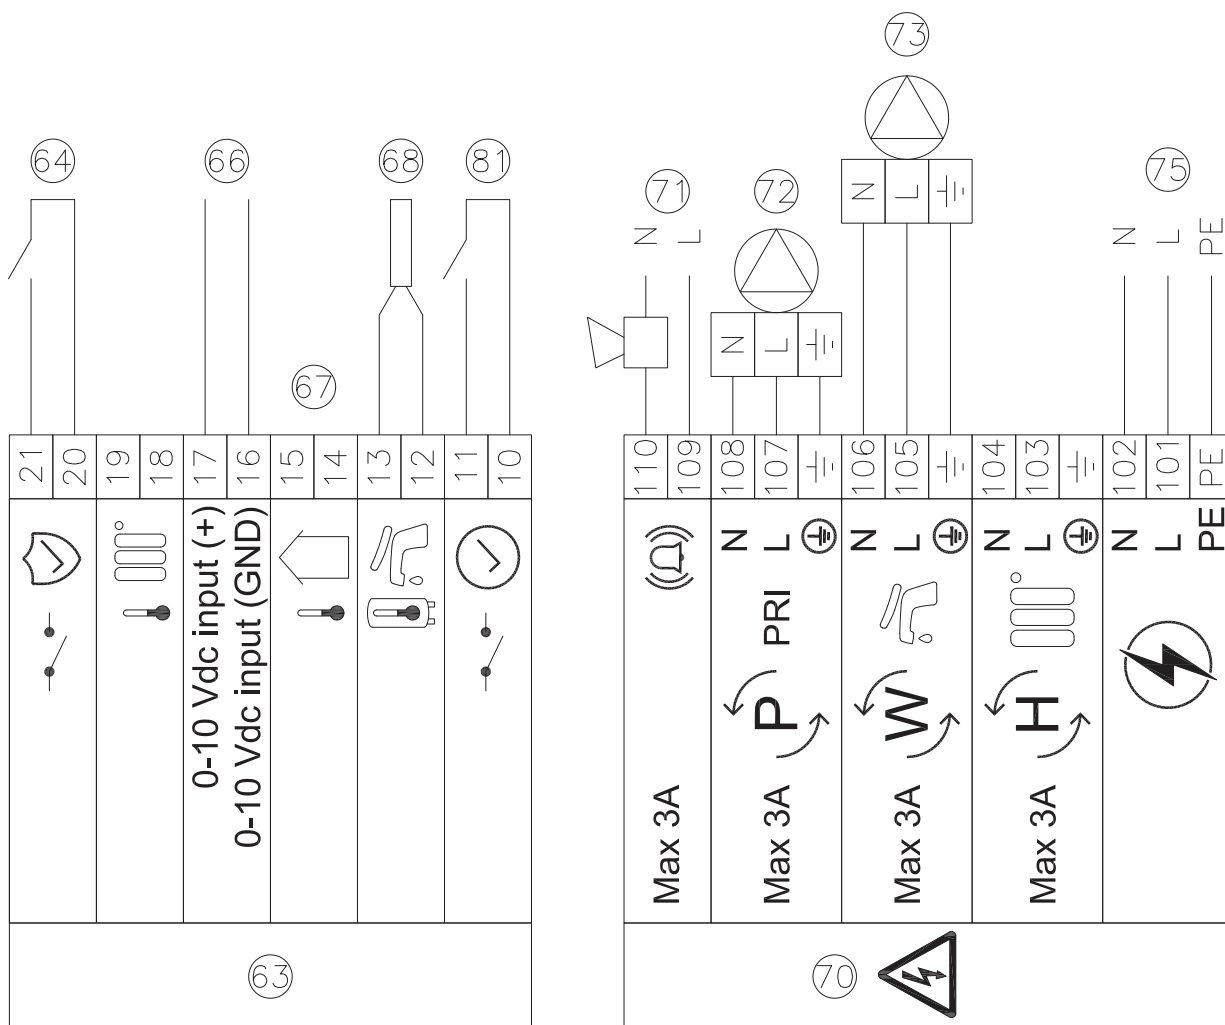 73
64
66
68
81
71
72
75
N
L
N
L
N
L
PE
N
L
67
21
20
19
18
17
16
15
14
13
12
11
10
110
109
108
107
106
105
104
103
102
101
PE
0-10 Vdc input (+)
0-10 Vdc input (GND)
N
L
N
L
N
L
N
L
PE
PRI
P
W
H
Max 3A
Max 3A
Max 3A
Max 3A
63
70